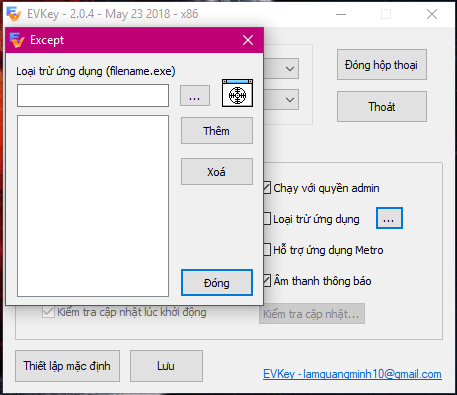 EVKey - 2.0.4 - May 23 2018 - x86
Except
Loại trừ ứng dụng (filename.exe)
...
Thêm
Xoá
Đóng
Đóng hộp thoại
Thoát
Chạy với quyền admin
Loại trừ ứng dụng
...
Hỗ trợ ứng dụng Metro
Âm thanh thông báo
Kiểm tra cập nhật lúc khởi động
Kiểm tra cập nhật...
Thiết lập mặc định
Lưu
EVKey - lamquangminh10@gmail.com